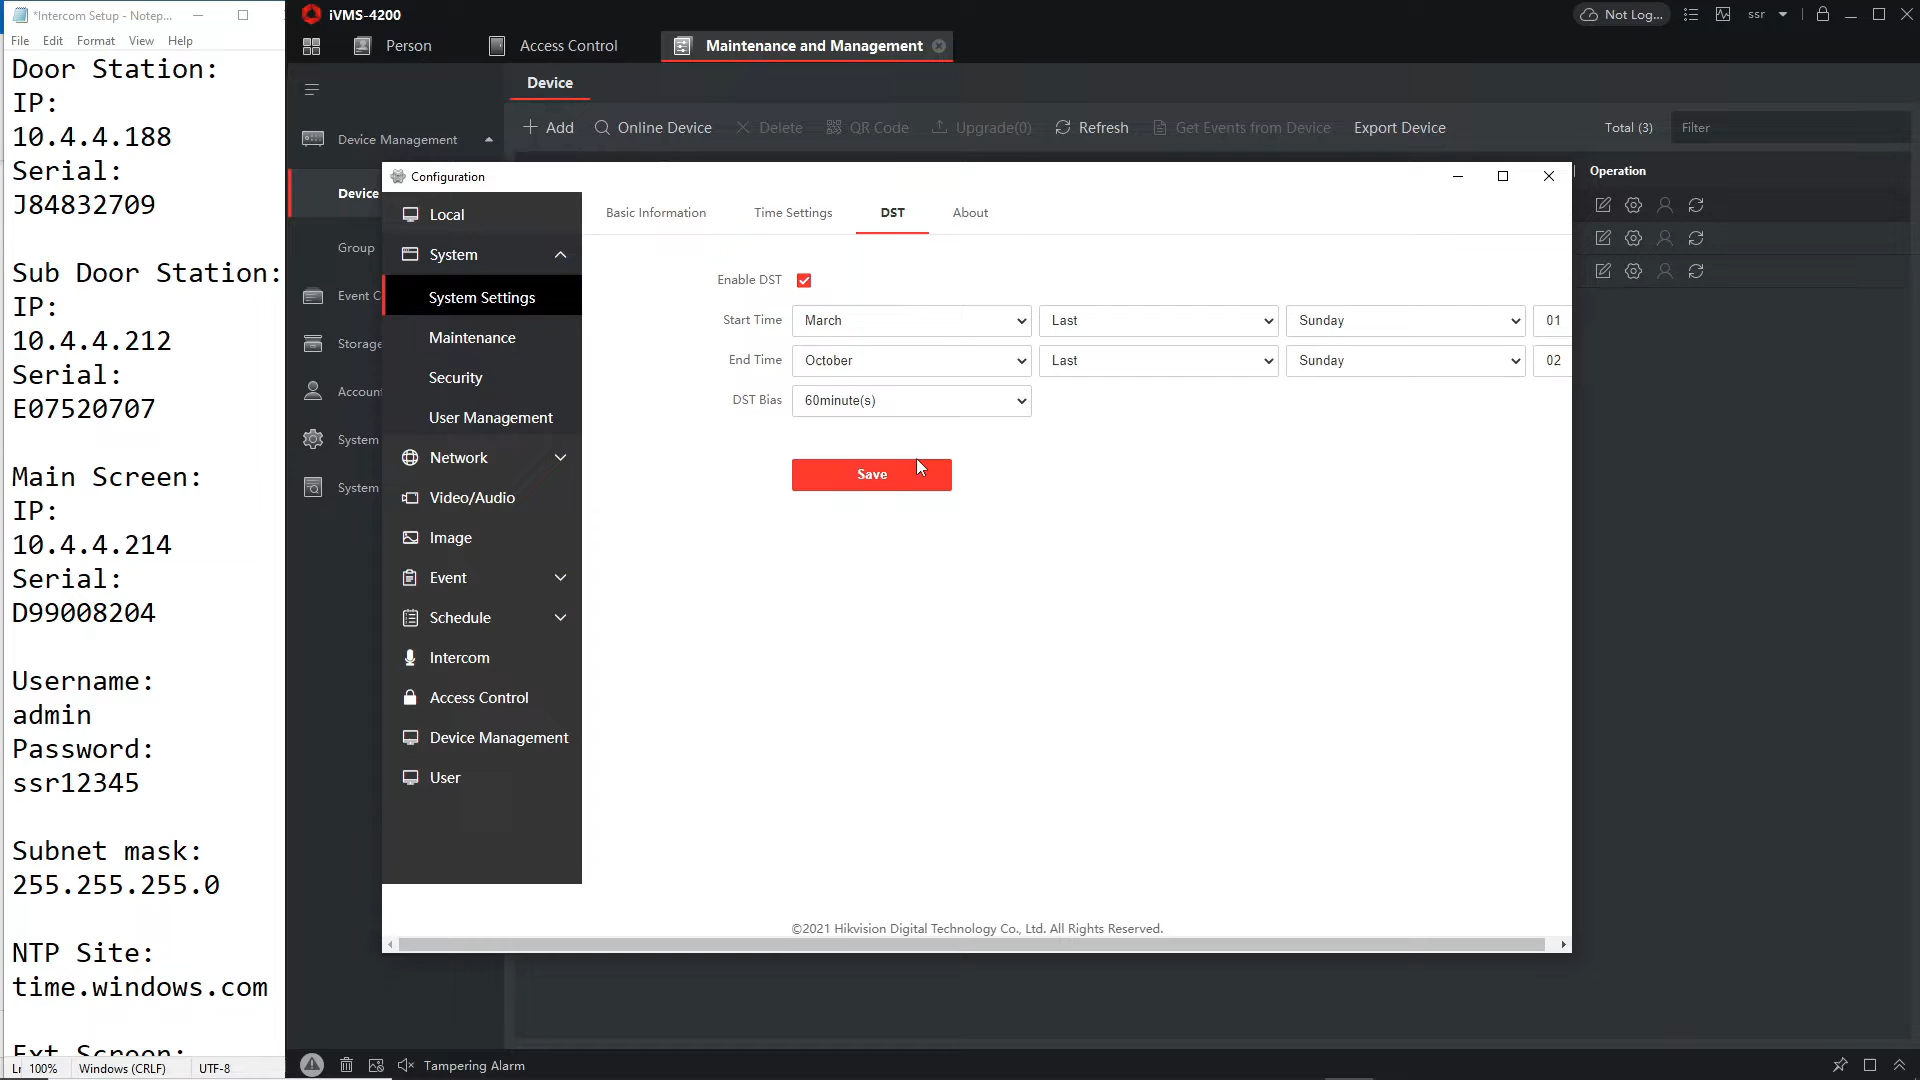 *Intercom Setup - Notep...
File Edit Format View Help
Door Station:
IP:
10.4.4.188
Serial:
J84832709
Sub Door Station:
IP:
10.4.4.212
Serial:
E07520707
Main Screen:
IP:
10.4.4.214
Serial:
D99008204
Username:
admin
Password:
ssr12345
Subnet mask:
255.255.255.0
NTP Site:
time.windows.com
Ext Screen:
100% Windows (CRLF) UTF-8
iVMS-4200
Not Log... ssr
Person Access Control Maintenance and Management
Device
Add Online Device Delete QR Code Upgrade(0) Refresh Get Events from Device Export Device Total (3) Filter
Device Management
Device
Group
Event C
Storage
Accoun
System
System
Operation
Configuration
Local
System
System Settings
Maintenance
Security
User Management
Network
Video/Audio
Image
Event
Schedule
Intercom
Access Control
Device Management
User
Basic Information Time Settings DST About
Enable DST
Start Time March Last Sunday 01
End Time October Last Sunday 02
DST Bias 60minute(s)
Save
©2021 Hikvision Digital Technology Co., Ltd. All Rights Reserved.
Tampering Alarm